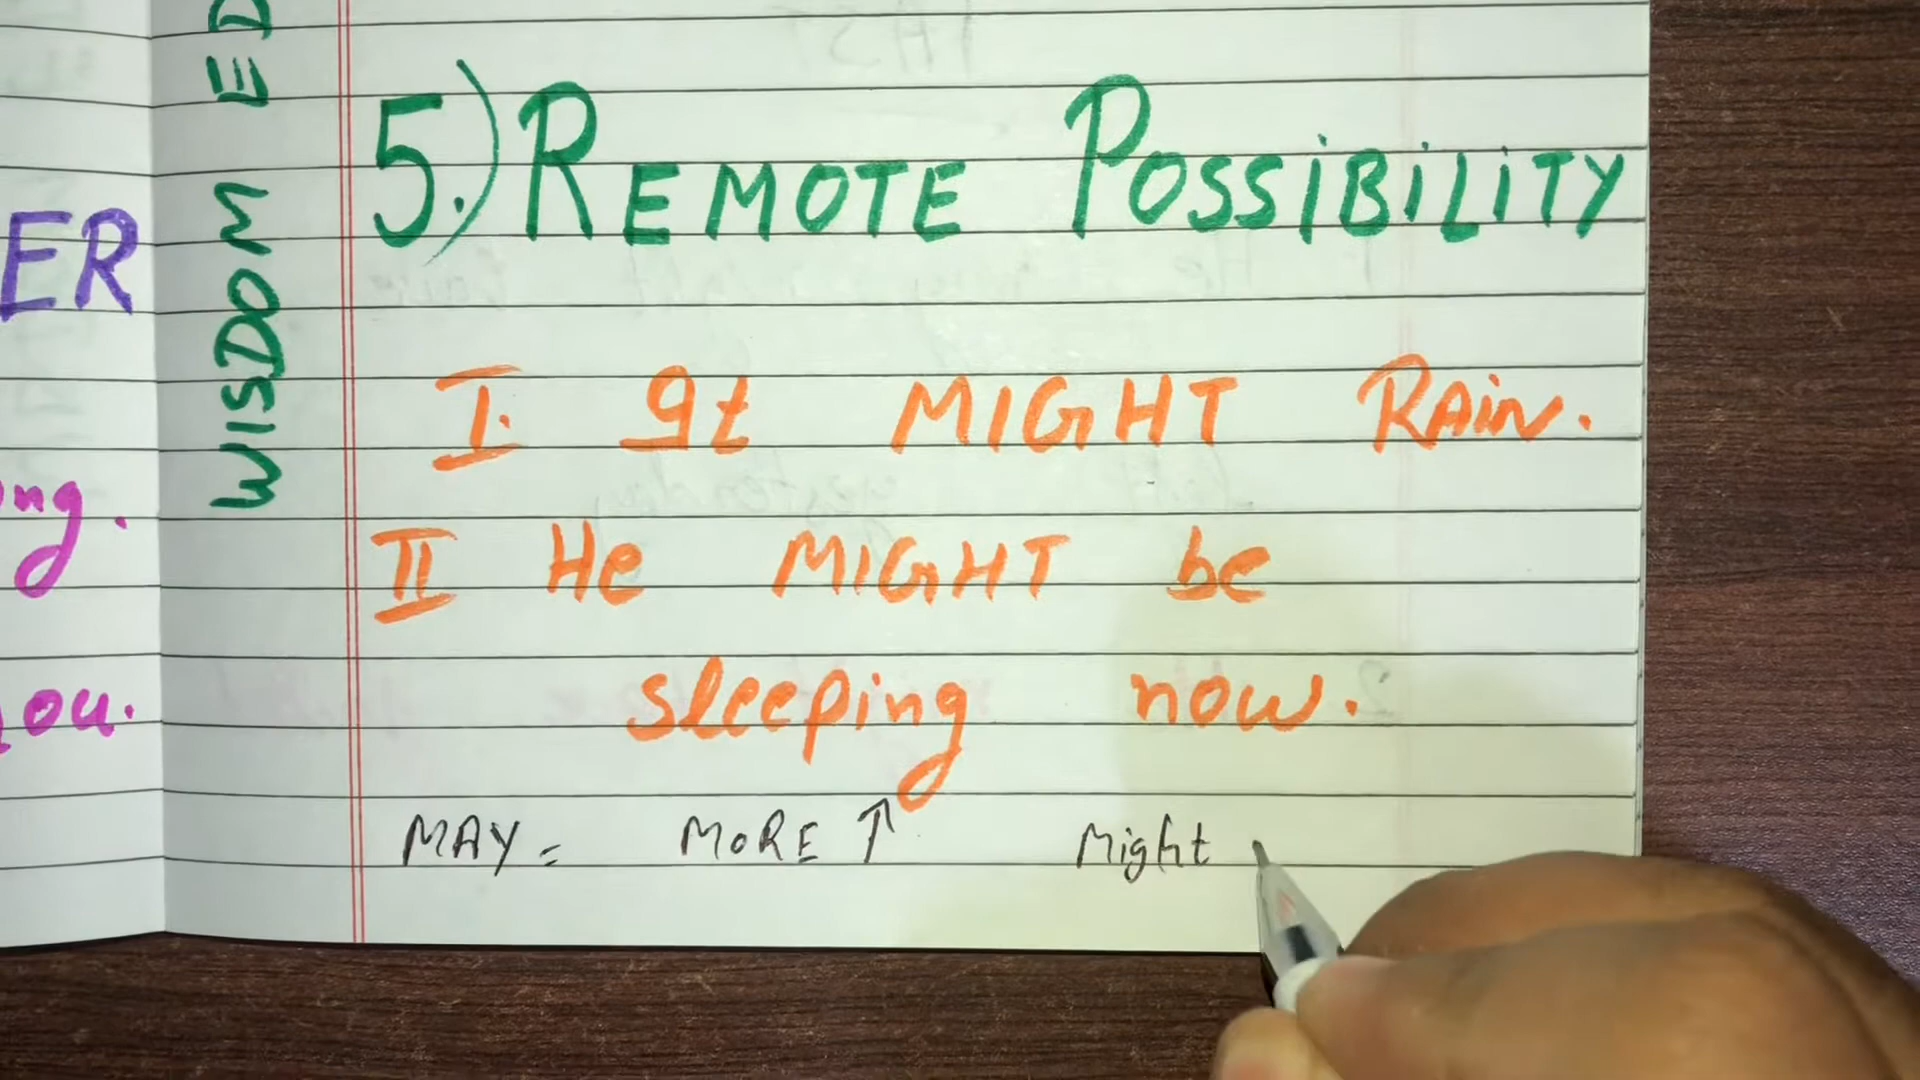 ER
ng.
ou.
WISDOM ED
5.) REMOTE POSSIBILITY
I. It MIGHT RAIN.
II He MIGHT be
sleeping now.
MAY = MORE ↑ Might